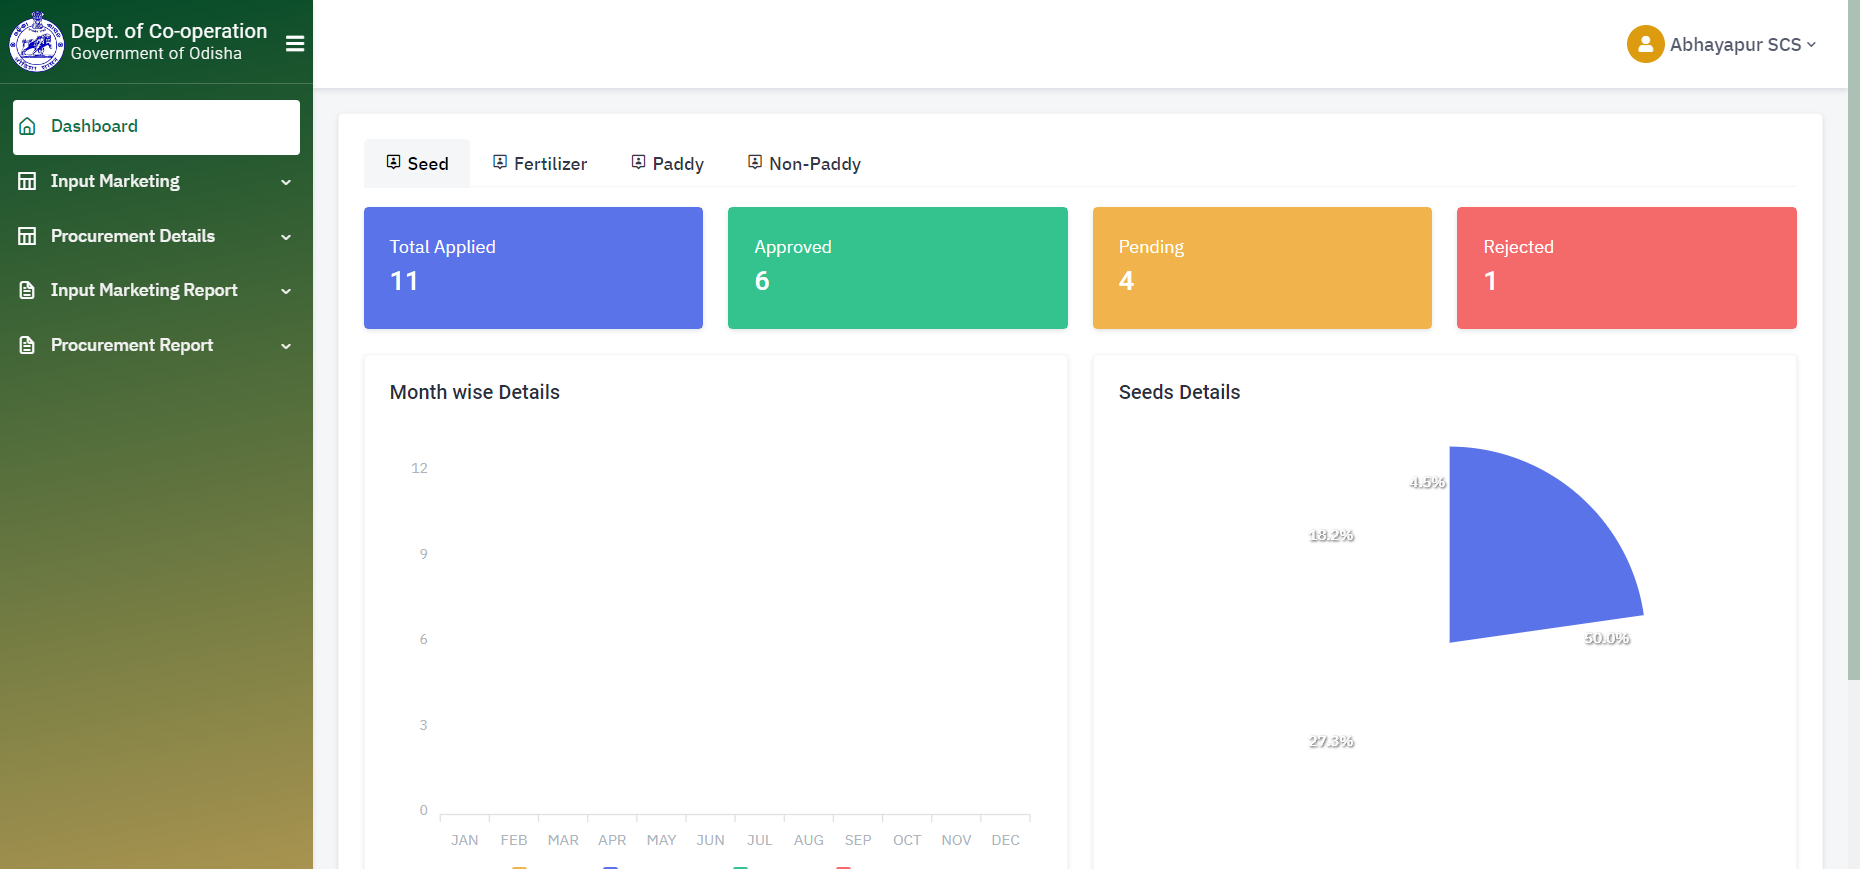 Dept. of Co-operation
Government of Odisha
Abhayapur SCS
Dashboard
Input Marketing
Procurement Details
Input Marketing Report
Procurement Report
Seed
Fertilizer
Paddy
Non-Paddy
Total Applied
11
Approved
6
Pending
4
Rejected
1
Month wise Details
12
9
6
3
0
JAN FEB MAR APR MAY JUN JUL AUG SEP OCT NOV DEC
Seeds Details
4.5%
18.2%
50.0%
27.3%